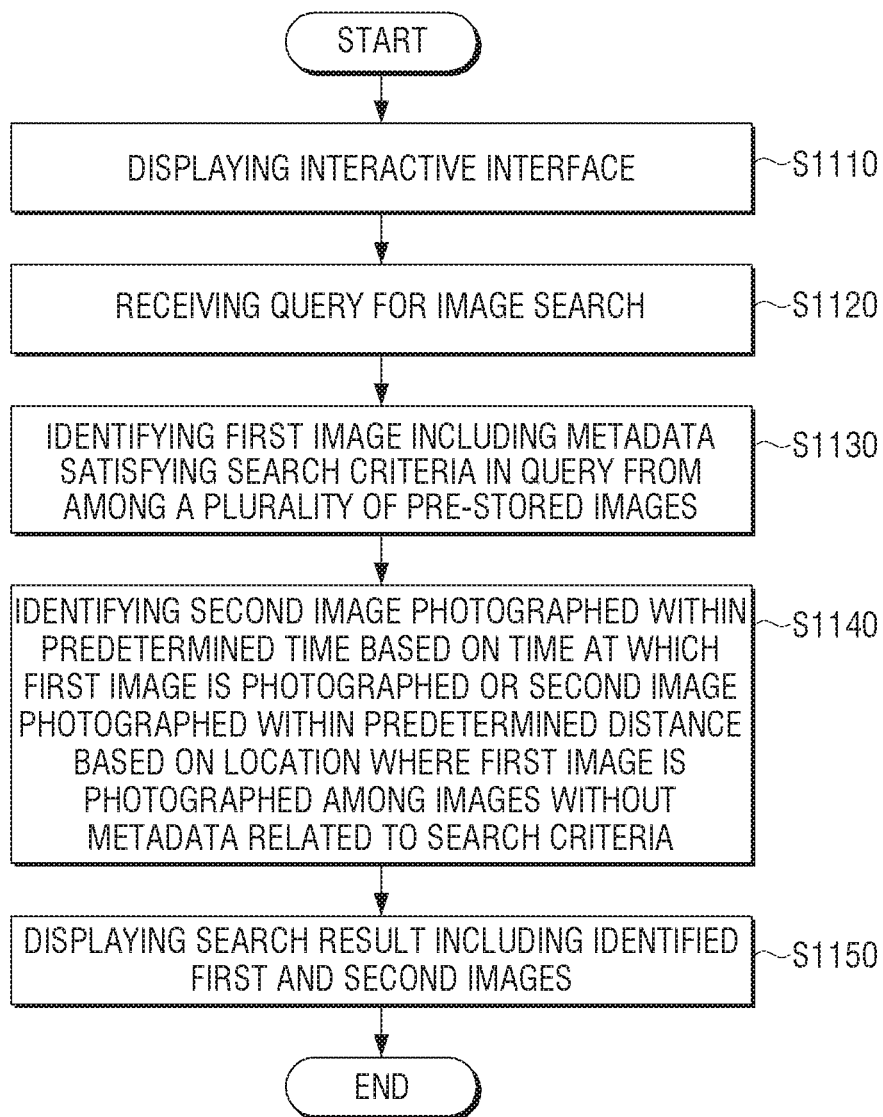 START
DISPLAYING INTERACTIVE INTERFACE
S1110
RECEIVING QUERY FOR IMAGE SEARCH
S1120
IDENTIFYING FIRST IMAGE INCLUDING METADATA
SATISFYING SEARCH CRITERIA IN QUERY FROM
AMONG A PLURALITY OF PRE-STORED IMAGES
S1130
IDENTIFYING SECOND IMAGE PHOTOGRAPHED WITHIN
PREDETERMINED TIME BASED ON TIME AT WHICH
FIRST IMAGE IS PHOTOGRAPHED OR SECOND IMAGE
PHOTOGRAPHED WITHIN PREDETERMINED DISTANCE
BASED ON LOCATION WHERE FIRST IMAGE IS
PHOTOGRAPHED AMONG IMAGES WITHOUT
METADATA RELATED TO SEARCH CRITERIA
S1140
DISPLAYING SEARCH RESULT INCLUDING IDENTIFIED
FIRST AND SECOND IMAGES
S1150
END